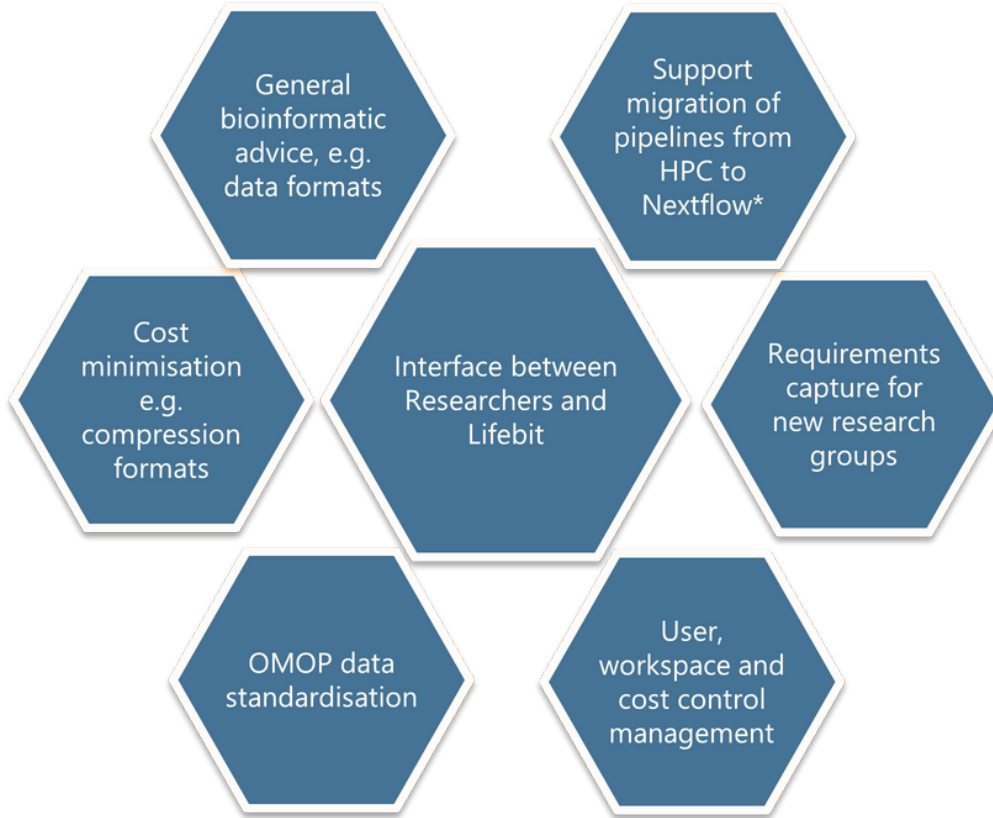 General
bioinformatic
advice, e.g.
data formats
Support
migration of
pipelines from
HPC to
Nextflow*
Cost
minimisation
e.g.
compression
formats
Interface between
Researchers and
Lifebit
Requirements
capture for
new research
groups
OMOP data
standardisation
User,
workspace and
cost control
management